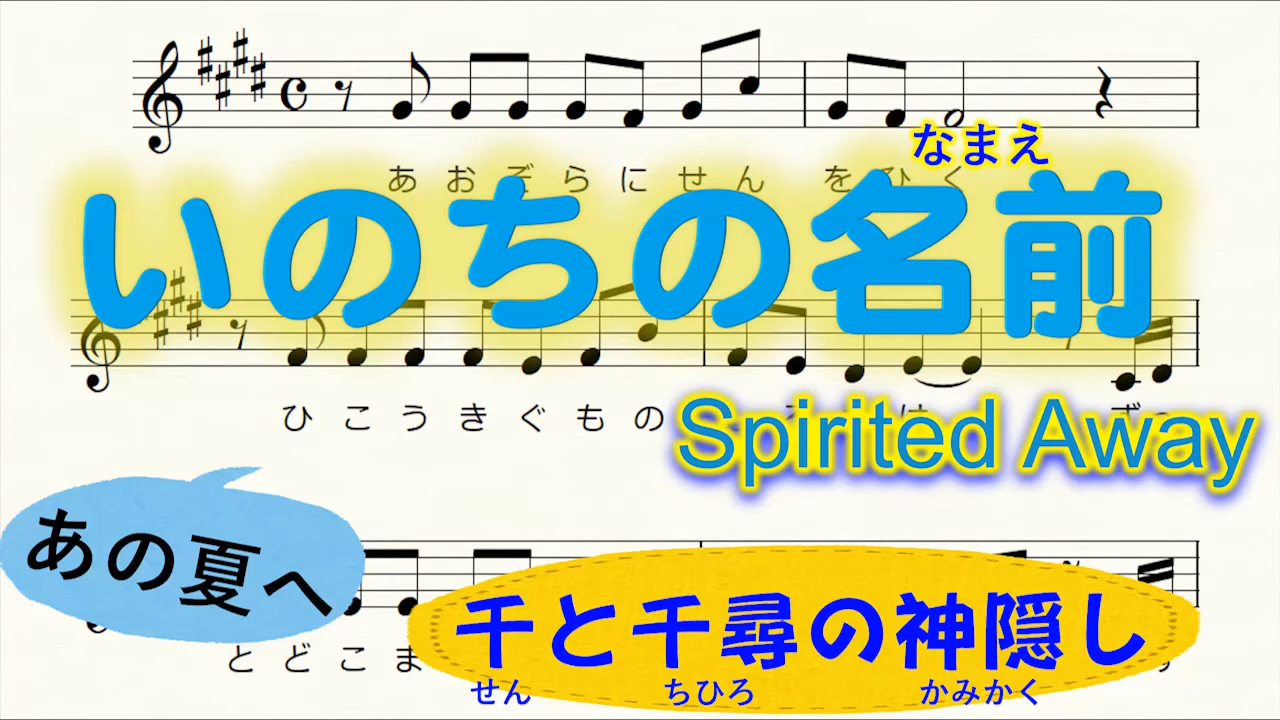 あおぞらにせん をひく
なまえ
いのちの名前
ひこうきぐもの
Spirited Away
あの夏へ
千と千尋の神隠し
とどこま
せん ちひろ かみかく